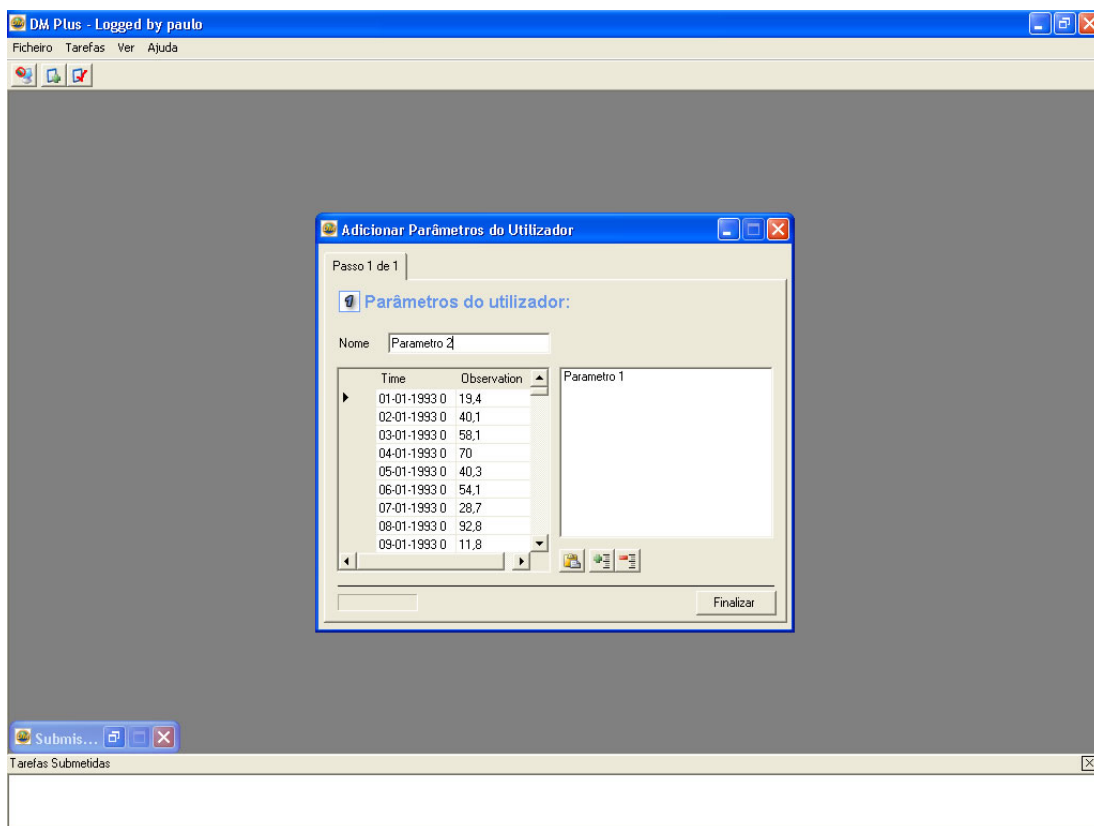 DM Plus - Logged by paulo
Ficheiro Tarefas Ver Ajuda
Adicionar Parâmetros do Utilizador
Passo 1 de 1
Parâmetros do utilizador:
Nome Parametro 2
Time Observation
01-01-1993 0 19,4
02-01-1993 0 40,1
03-01-1993 0 58,1
04-01-1993 0 70
05-01-1993 0 40,3
06-01-1993 0 54,1
07-01-1993 0 28,7
08-01-1993 0 92,8
09-01-1993 0 11,8
Parametro 1
Finalizar
Submis...
Tarefas Submetidas